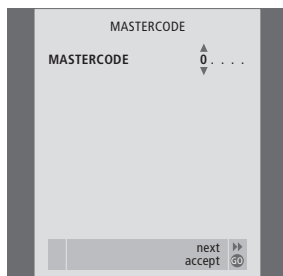 MASTERCODE
MASTERCODE 0 . . . .
next
accept GO